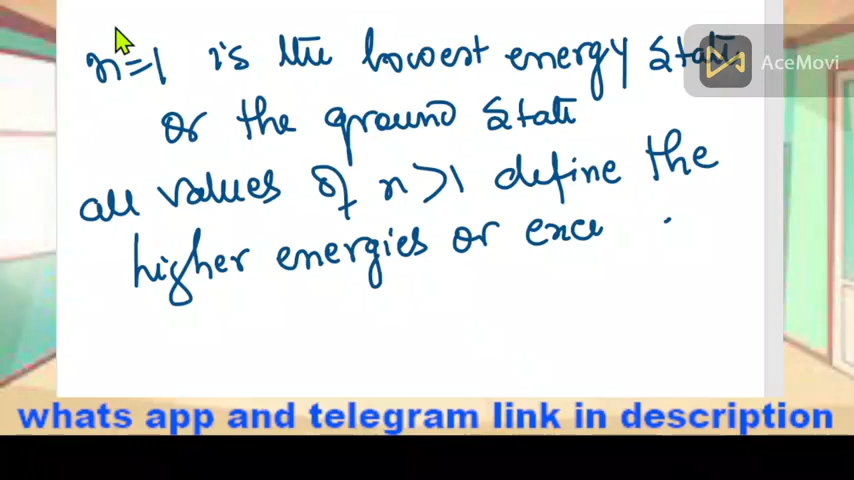 n=1 is the lowest energy state
AceMovi
or the ground state
all values of n>1 define the
higher energies or exci
whats app and telegram link in description